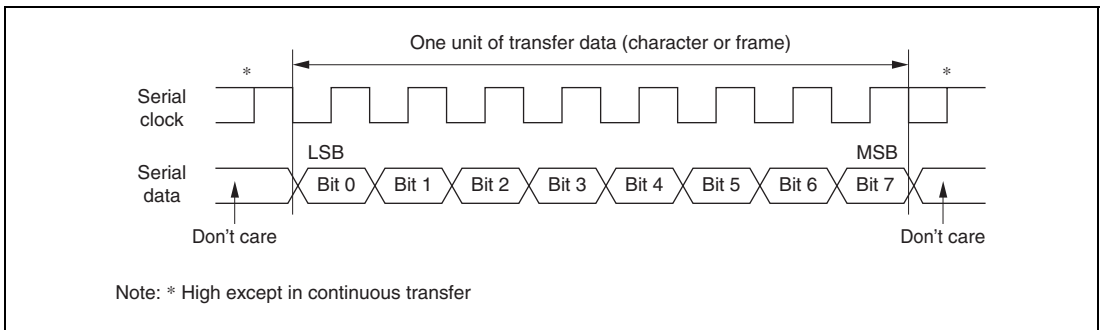 One unit of transfer data (character or frame)
* *
Serial
clock
LSB MSB
Serial
data
Bit 0 Bit 1 Bit 2 Bit 3 Bit 4 Bit 5 Bit 6 Bit 7
Don't care Don't care
Note: * High except in continuous transfer